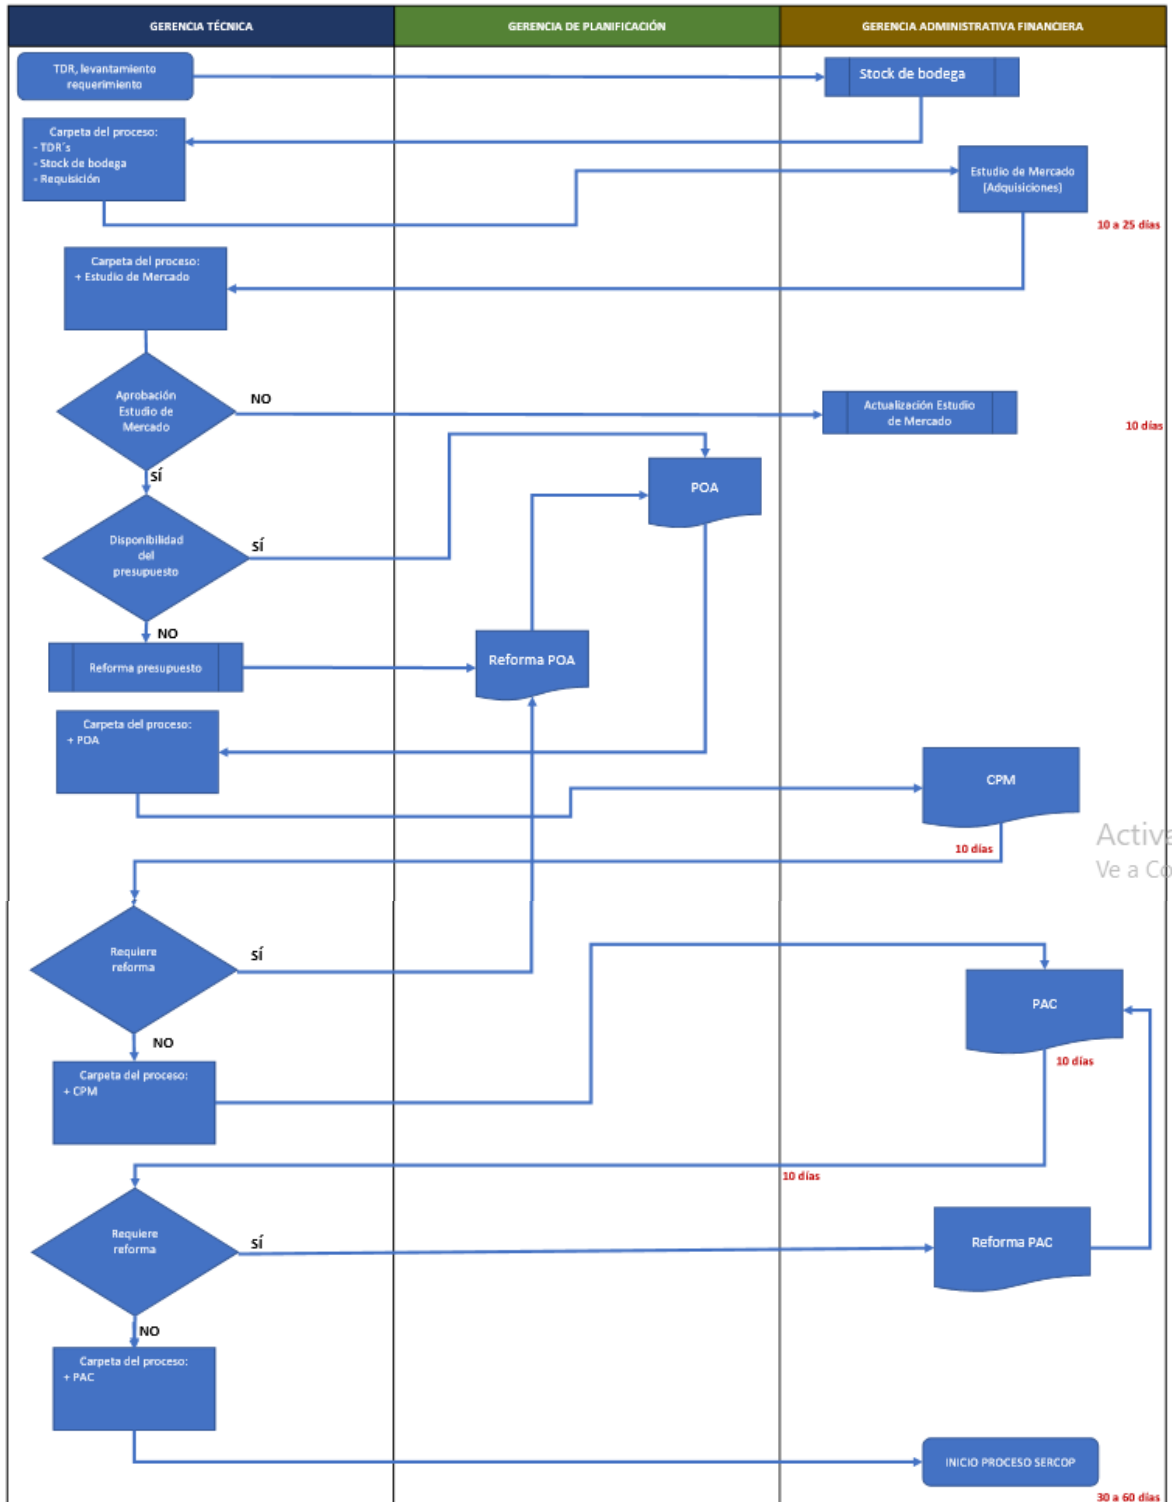 GERENCIA TÉCNICA
GERENCIA DE PLANIFICACIÓN
GERENCIA ADMINISTRATIVA FINANCIERA
TDR, levantamiento
requerimiento
Stock de bodega
Carpeta del proceso:
- TDR´s
- Stock de bodega
- Requisición
Estudio de Mercado
(Adquisiciones)
10 a 25 días
Carpeta del proceso:
+ Estudio de Mercado
Aprobación
Estudio de
Mercado
NO
Actualización Estudio
de Mercado
10 días
SÍ
POA
Disponibilidad
del
presupuesto
SÍ
NO
Reforma presupuesto
Reforma POA
Carpeta del proceso:
+ POA
CPM
10 días
Activa
Ve a Co
Requiere
reforma
SÍ
PAC
NO
10 días
Carpeta del proceso:
+ CPM
10 días
Requiere
reforma
SÍ
Reforma PAC
NO
Carpeta del proceso:
+ PAC
INICIO PROCESO SERCOP
30 a 60 días